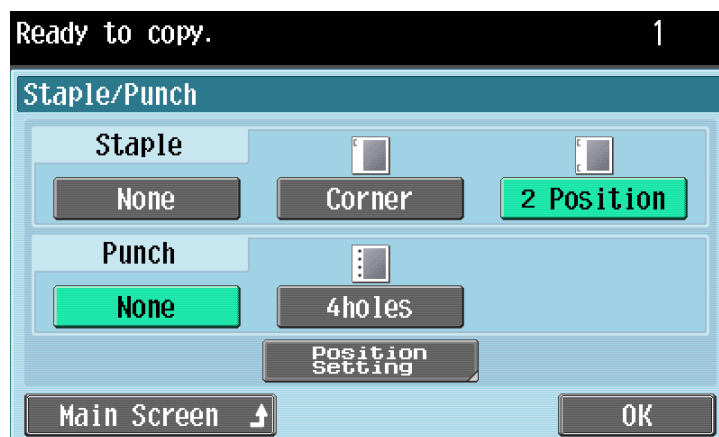 Ready to copy. 1
Staple/Punch
Staple
None Corner 2 Position
Punch
None 4holes
Position
Setting
Main Screen OK